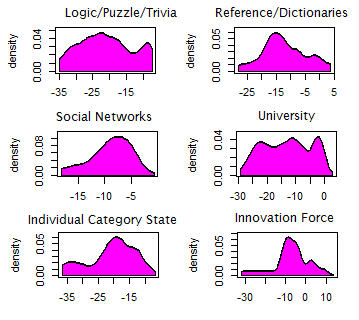 Logic/Puzzle/Trivia
density
0.00 0.04
-35 -25 -15
Reference/Dictionaries
density
0.00 0.05
-25 -15 -5 5
Social Networks
density
0.00 0.08
-15 -10 -5
University
density
0.00 0.04
-30 -20 -10 0
Individual Category State
density
0.00 0.05
-35 -25 -15
Innovation Force
density
0.00 0.05
-30 -10 0 10